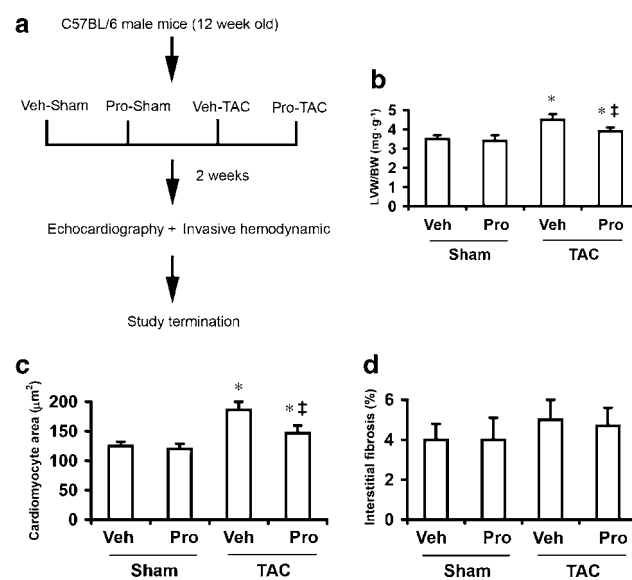 a
C57BL/6 male mice (12 week old)
Veh-Sham Pro-Sham Veh-TAC Pro-TAC
2 weeks
Echocardiography + Invasive hemodynamic
Study termination
b
LVW/BW (mg·g⁻¹)
5
4
3
2
1
0
* * ‡
Veh Pro Veh Pro
Sham TAC
c
Cardiomyocyte area (μm²)
200
150
100
50
0
* * ‡
Veh Pro Veh Pro
Sham TAC
d
Interstitial fibrosis (%)
6
4
2
0
Veh Pro Veh Pro
Sham TAC